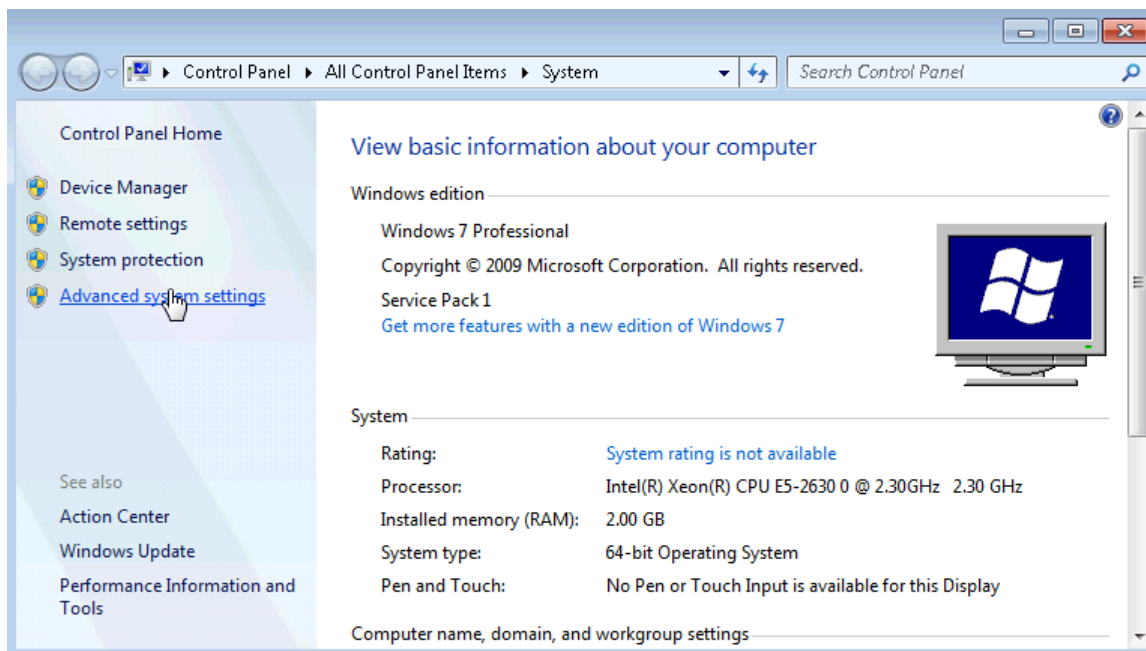 Control Panel ▸ All Control Panel Items ▸ System
Search Control Panel
Control Panel Home
Device Manager
Remote settings
System protection
Advanced system settings
See also
Action Center
Windows Update
Performance Information and
Tools
View basic information about your computer
Windows edition
Windows 7 Professional
Copyright © 2009 Microsoft Corporation. All rights reserved.
Service Pack 1
Get more features with a new edition of Windows 7
System
Rating: System rating is not available
Processor: Intel(R) Xeon(R) CPU E5-2630 0 @ 2.30GHz 2.30 GHz
Installed memory (RAM): 2.00 GB
System type: 64-bit Operating System
Pen and Touch: No Pen or Touch Input is available for this Display
Computer name, domain, and workgroup settings